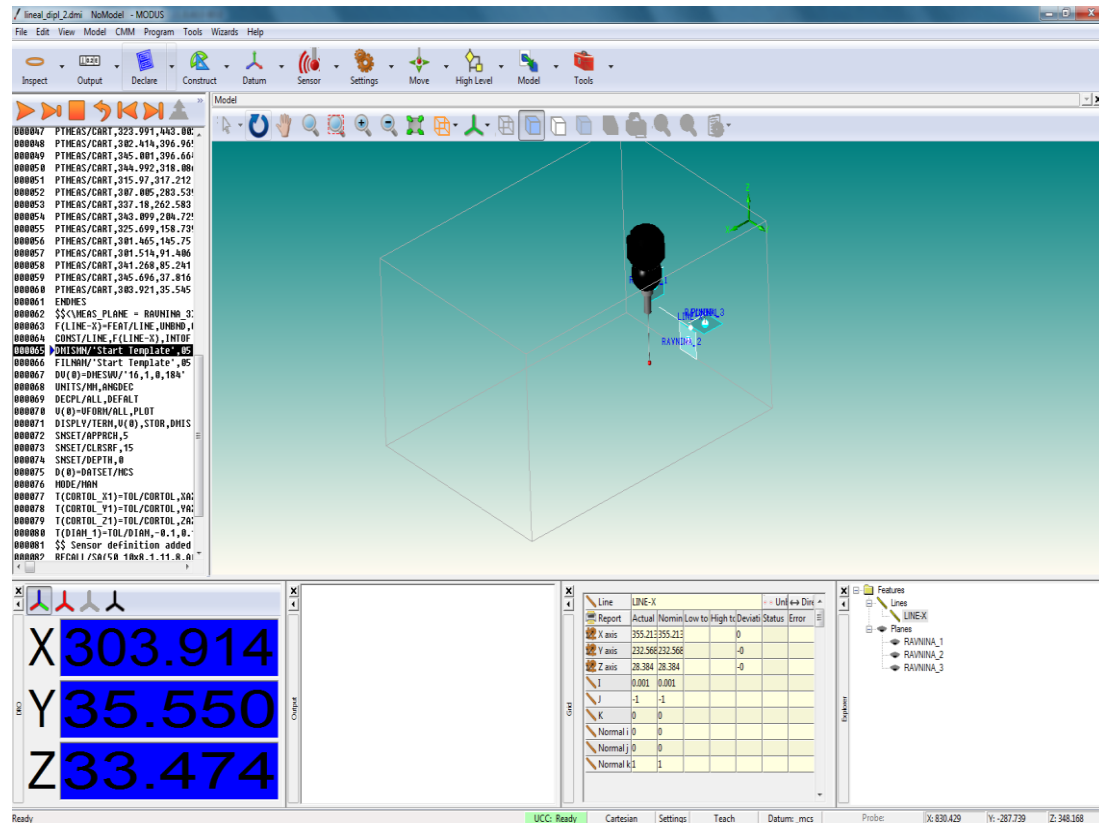 lineal_dipl_2.dmi NoModel - MODUS
File Edit View Model CMM Program Tools Wizards Help
Inspect Output Declare Construct Datum Sensor Settings Move High Level Model Tools
Model
000047 PTMEAS/CART,323.991,443.00
000048 PTMEAS/CART,302.414,396.96
000049 PTMEAS/CART,345.001,396.66
000050 PTMEAS/CART,344.992,318.08
000051 PTMEAS/CART,315.97,317.212
000052 PTMEAS/CART,307.005,283.53
000053 PTMEAS/CART,337.18,262.583
000054 PTMEAS/CART,343.099,204.72
000055 PTMEAS/CART,325.699,158.73
000056 PTMEAS/CART,301.465,145.75
000057 PTMEAS/CART,301.514,91.406
000058 PTMEAS/CART,341.268,85.241
000059 PTMEAS/CART,345.696,37.816
000060 PTMEAS/CART,303.921,35.545
000061 ENDMES
000062 $$<\MEAS_PLANE = RAVNINA_3
000063 F(LINE-X)=FEAT/LINE,UNBND,
000064 CONST/LINE,F(LINE-X),INTOF
000065 DMISMN/'Start Template',05
000066 FILNAM/'Start Template',05
000067 DV(0)=DMESWV/'16,1,0,184'
000068 UNITS/MM,ANGDEC
000069 DECPL/ALL,DEFALT
000070 V(0)=VFORM/ALL,PLOT
000071 DISPLY/TERM,V(0),STOR,DMIS
000072 SNSET/APPRCH,5
000073 SNSET/CLRSRF,15
000074 SNSET/DEPTH,0
000075 D(0)=DATSET/MCS
000076 MODE/MAN
000077 T(CORTOL_X1)=TOL/CORTOL,XA
000078 T(CORTOL_Y1)=TOL/CORTOL,YA
000079 T(CORTOL_Z1)=TOL/CORTOL,ZA
000080 T(DIAM_1)=TOL/DIAM,-0.1,0.
000081 $$ Sensor definition added
000082 RECALL/SA(S0_10x8.1.11.8.A
Z
RAVNINA_2
X 303.914
Y 35.550
Z 33.474
DRO
Output
Grid
Line LINE-X Unl Dir
Report Actual Nomin Low to High to Deviati Status Error
X axis 355.213 355.213 0
Y axis 232.568 232.568 -0
Z axis 28.384 28.384 -0
I 0.001 0.001
J -1 -1
K 0 0
Normal i 0 0
Normal j 0 0
Normal k 1 1
Explorer
Features
Lines
LINE-X
Planes
RAVNINA_1
RAVNINA_2
RAVNINA_3
Ready UCC: Ready Cartesian Settings Teach Datum: _mcs Probe: X: 830.429 Y: -287.739 Z: 348.168